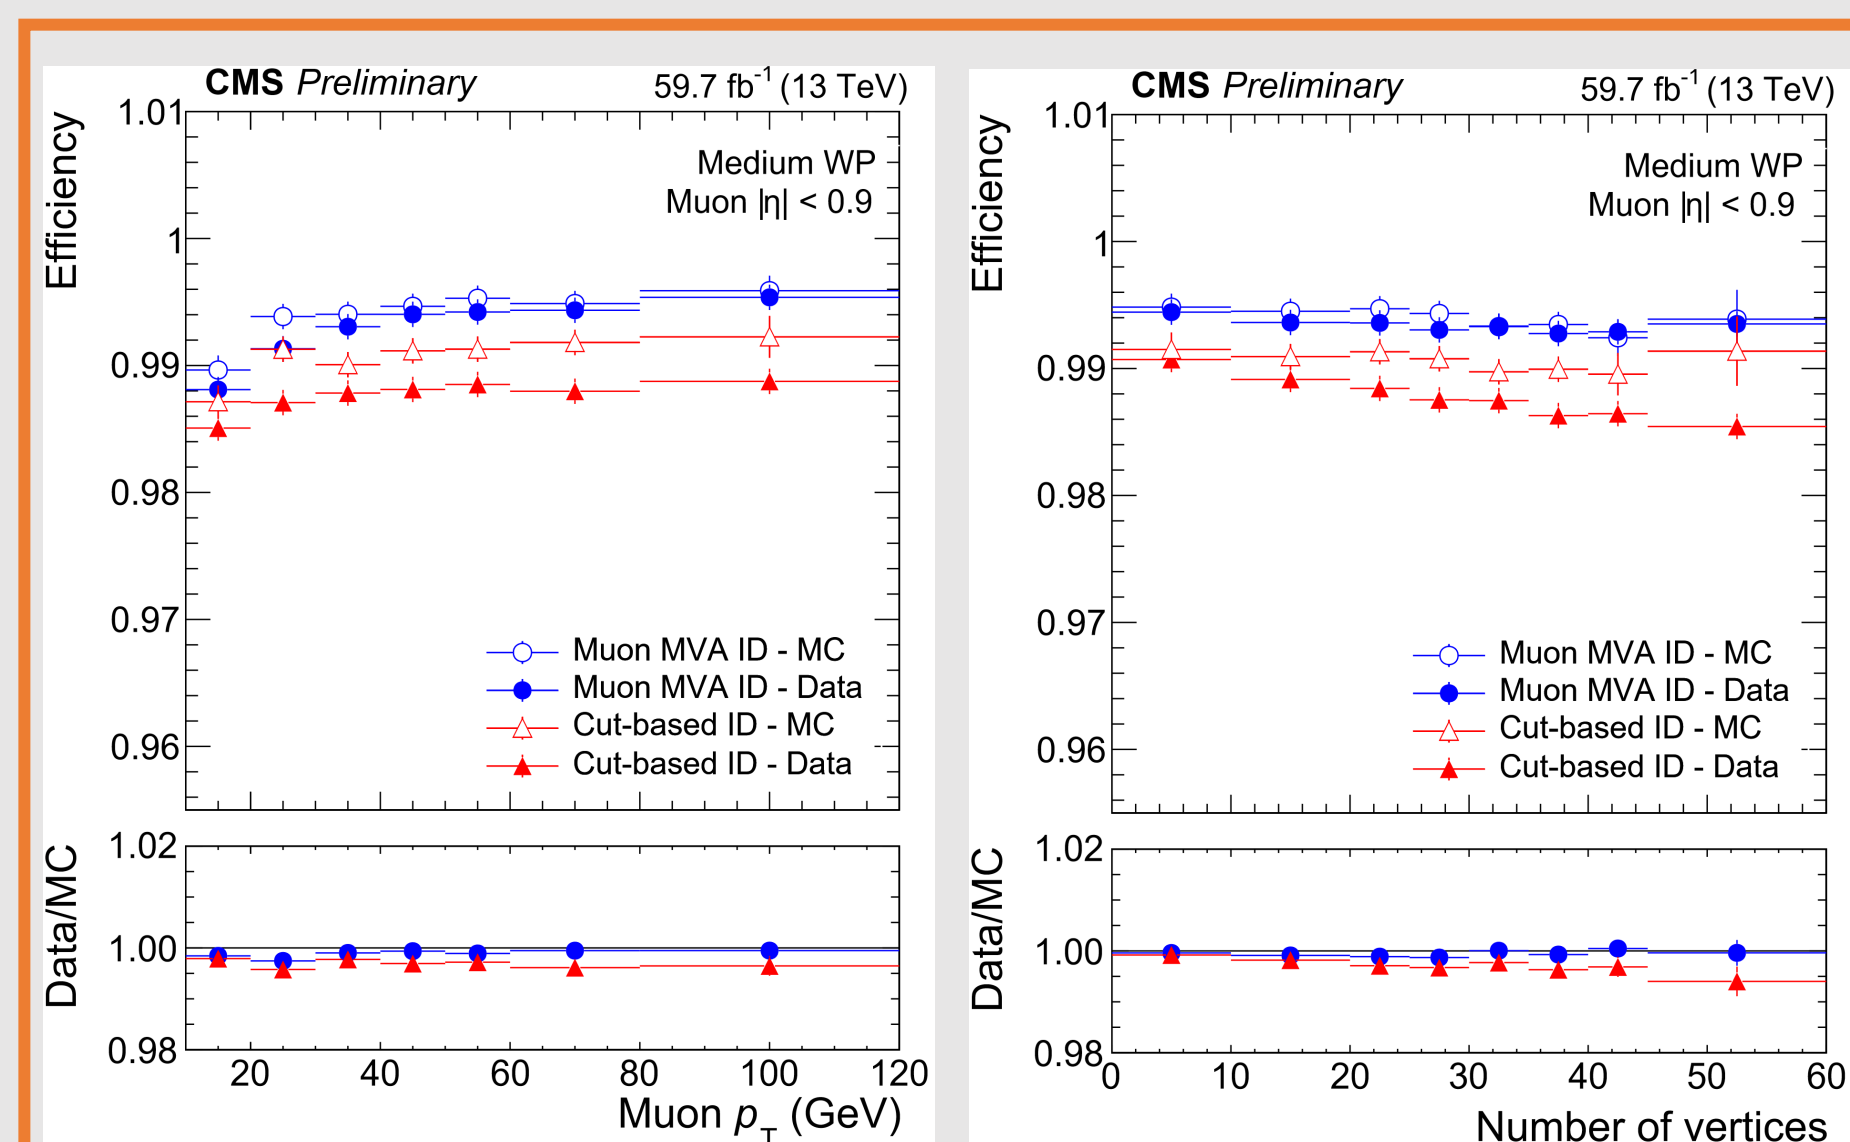 CMS Preliminary 59.7 fb⁻¹ (13 TeV)
Efficiency
1.01
1
0.99
0.98
0.97
0.96
Medium WP
Muon |η| < 0.9
Muon MVA ID - MC
Muon MVA ID - Data
Cut-based ID - MC
Cut-based ID - Data
Data/MC
1.02
1.00
0.98
20 40 60 80 100 120
Muon p_T (GeV)
CMS Preliminary 59.7 fb⁻¹ (13 TeV)
Efficiency
1.01
1
0.99
0.98
0.97
0.96
Medium WP
Muon |η| < 0.9
Muon MVA ID - MC
Muon MVA ID - Data
Cut-based ID - MC
Cut-based ID - Data
Data/MC
1.02
1.00
0.98
0 10 20 30 40 50 60
Number of vertices